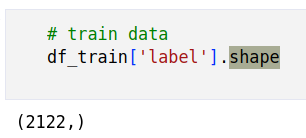 # train data
df_train['label'].shape
(2122,)